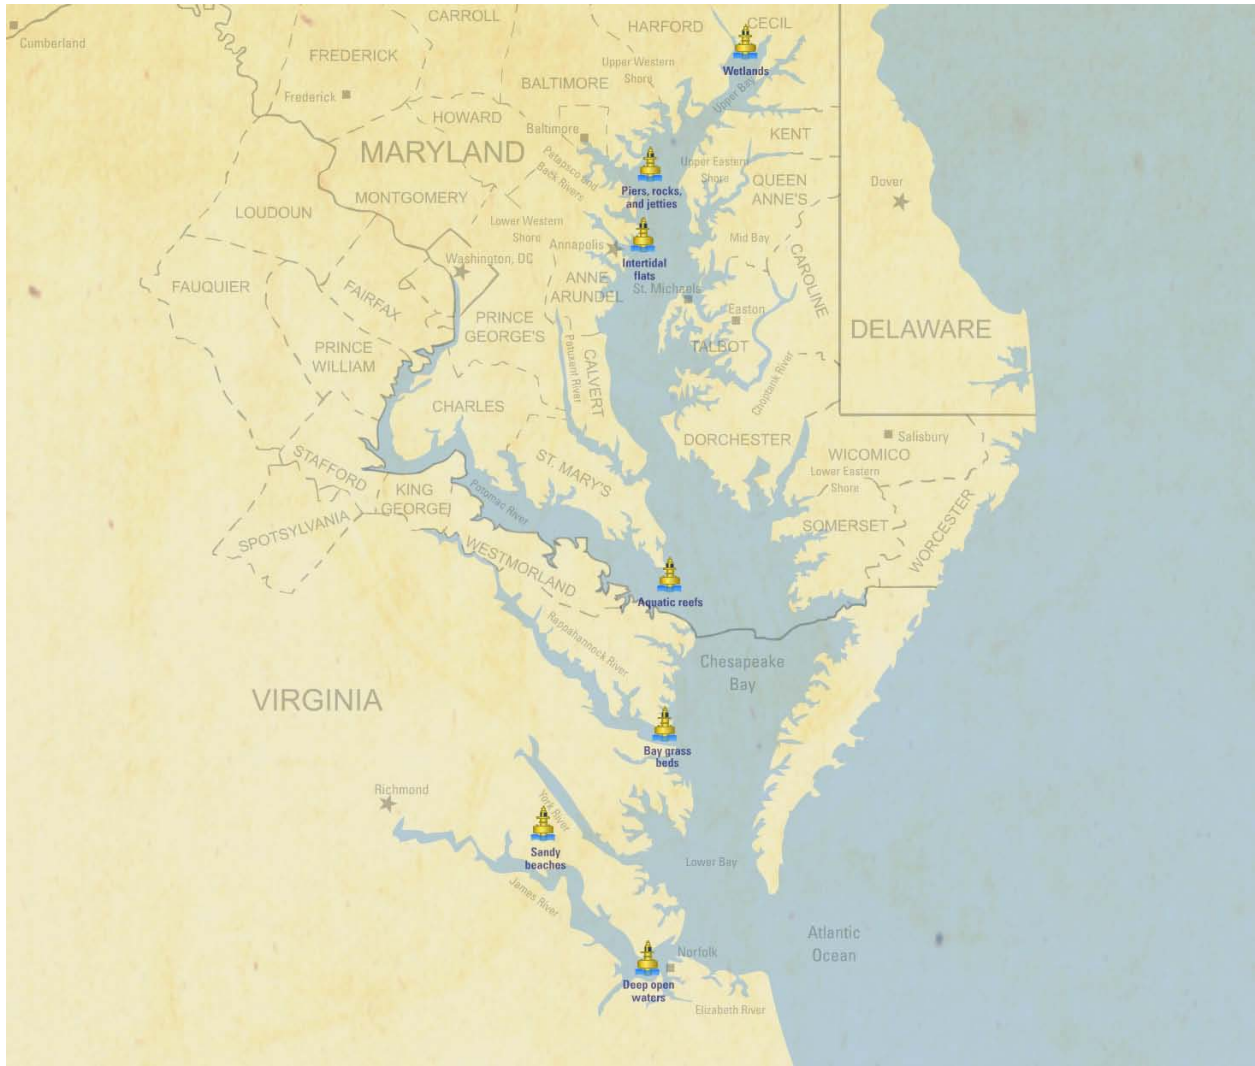 CARROLL
HARFORD
CECIL
Cumberland
FREDERICK
Upper Western
Shore
Wetlands
BALTIMORE
Upper Bay
Frederick
HOWARD
Baltimore
KENT
MARYLAND
Patapsco and
Back Rivers
Upper Eastern
Shore
Piers, rocks,
and jetties
QUEEN
ANNE'S
Dover
MONTGOMERY
LOUDOUN
Lower Western
Shore
Mid Bay
Annapolis
Washington, DC
Intertidal
flats
CAROLINE
FAUQUIER
FAIRFAX
ANNE
ARUNDEL
St. Michaels
Easton
PRINCE
GEORGE'S
DELAWARE
PRINCE
WILLIAM
Patuxent River
CALVERT
TALBOT
Choptank River
CHARLES
DORCHESTER
Salisbury
WICOMICO
Lower Eastern
Shore
STAFFORD
ST. MARY'S
KING
GEORGE
Potomac River
SPOTSYLVANIA
SOMERSET
WORCESTER
WESTMORLAND
Aquatic reefs
Rappahannock River
Chesapeake
Bay
VIRGINIA
Bay grass
beds
Richmond
York River
Sandy
beaches
Lower Bay
James River
Atlantic
Ocean
Norfolk
Deep open
waters
Elizabeth River